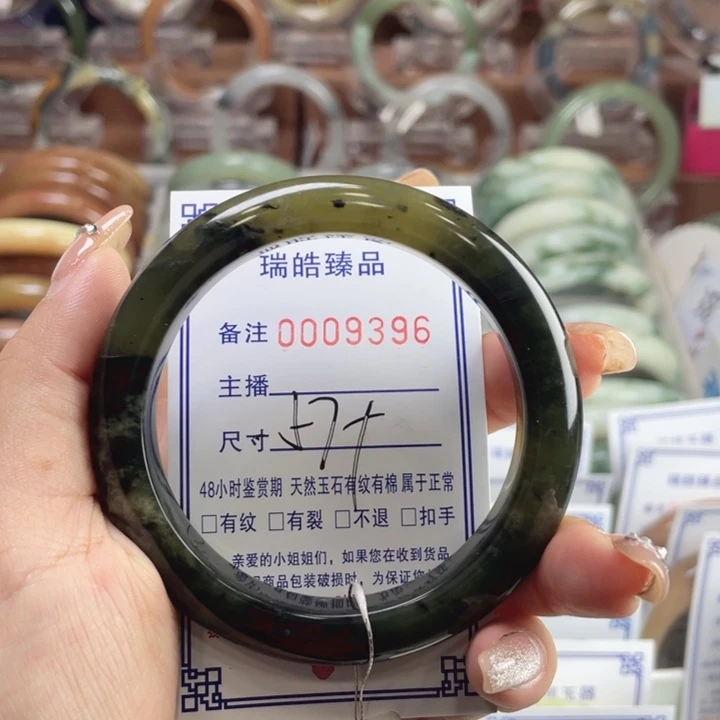 瑞皓臻品
备注 0009396
主播
尺寸 57+
48小时鉴赏期 天然玉石有纹有棉 属于正常
□有纹 □有裂 □不退 □扣手
亲爱的小姐姐们，如果您在收到货品
商品包装破损时，为保证您